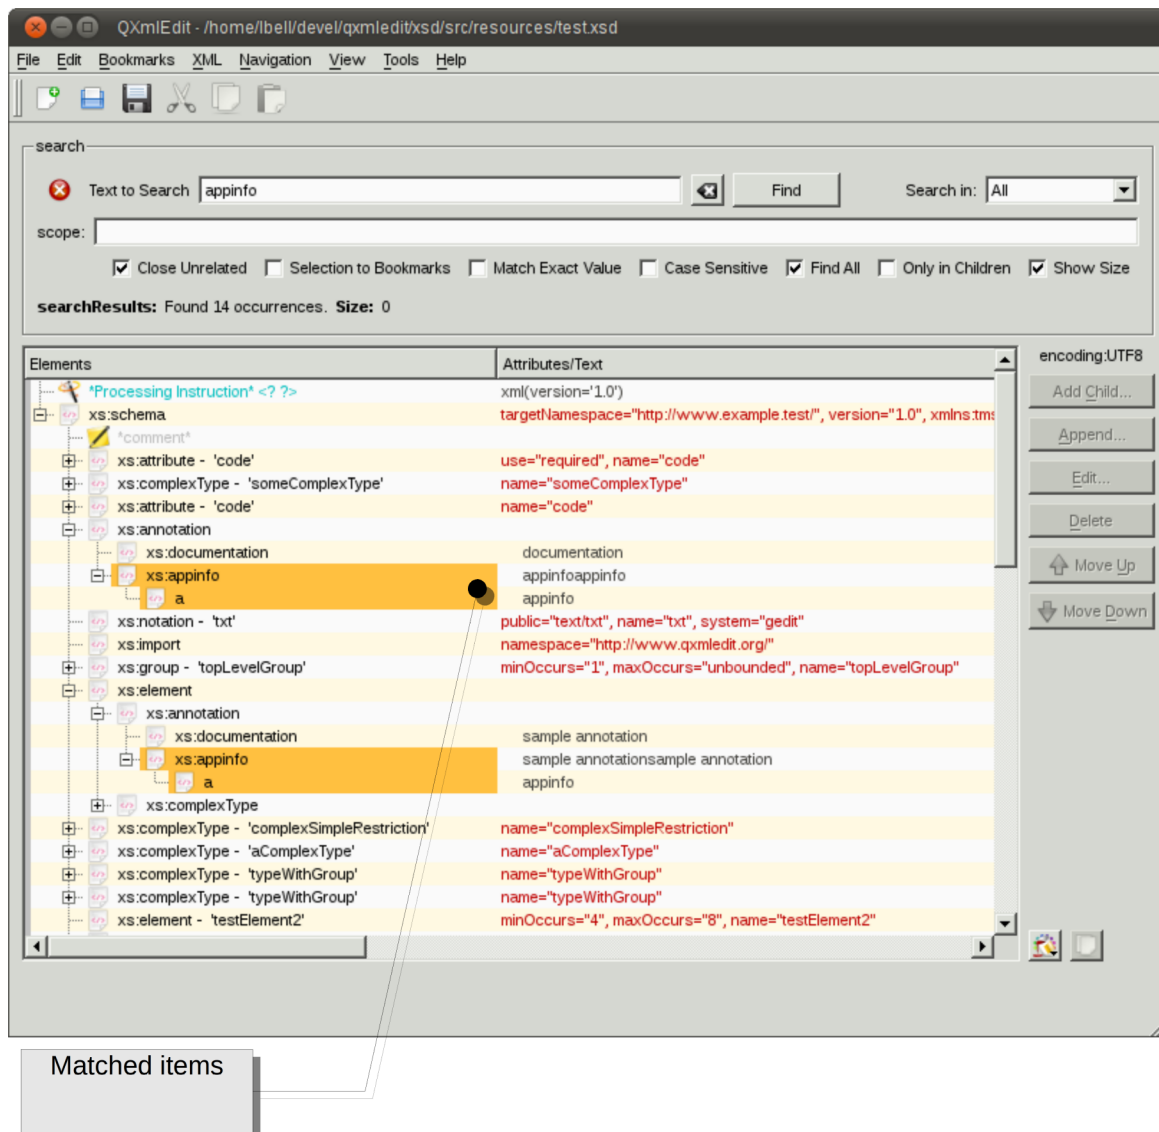 QXmlEdit - /home/lbell/devel/qxmledit/xsd/src/resources/test.xsd
File Edit Bookmarks XML Navigation View Tools Help
search
Text to Search appinfo Find Search in: All
scope:
Close Unrelated Selection to Bookmarks Match Exact Value Case Sensitive Find All Only in Children Show Size
searchResults: Found 14 occurrences. Size: 0
Elements Attributes/Text encoding:UTF8
*Processing Instruction* <? ?> xml(version='1.0') Add Child...
xs:schema targetNamespace="http://www.example.test/", version="1.0", xmlns:tms
*comment* Append...
xs:attribute - 'code' use="required", name="code"
xs:complexType - 'someComplexType' name="someComplexType" Edit...
xs:attribute - 'code' name="code"
xs:annotation Delete
xs:documentation documentation
xs:appinfo appinfoappinfo Move Up
a appinfo
xs:notation - 'txt' public="text/txt", name="txt", system="gedit" Move Down
xs:import namespace="http://www.qxmledit.org/"
xs:group - 'topLevelGroup' minOccurs="1", maxOccurs="unbounded", name="topLevelGroup"
xs:element
xs:annotation
xs:documentation sample annotation
xs:appinfo sample annotationsample annotation
a appinfo
xs:complexType
xs:complexType - 'complexSimpleRestriction' name="complexSimpleRestriction"
xs:complexType - 'aComplexType' name="aComplexType"
xs:complexType - 'typeWithGroup' name="typeWithGroup"
xs:complexType - 'typeWithGroup' name="typeWithGroup"
xs:element - 'testElement2' minOccurs="4", maxOccurs="8", name="testElement2"
Matched items